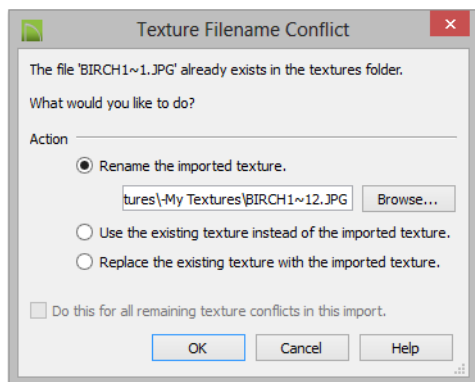 Texture Filename Conflict
The file 'BIRCH1~1.JPG' already exists in the textures folder.
What would you like to do?
Action
Rename the imported texture.
tures\-My Textures\BIRCH1~12.JPG Browse...
Use the existing texture instead of the imported texture.
Replace the existing texture with the imported texture.
Do this for all remaining texture conflicts in this import.
OK Cancel Help